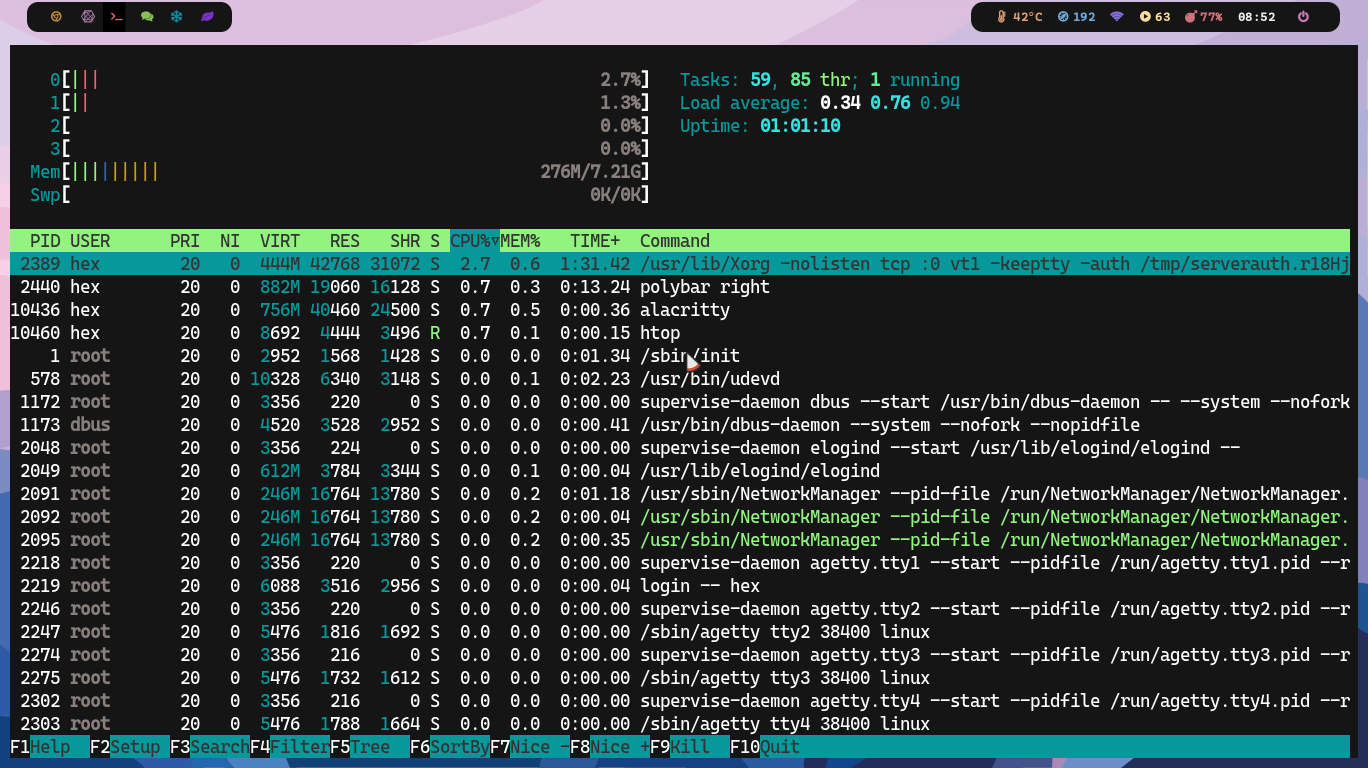 42°C 192 63 77% 08:52
0[||| 2.7%] Tasks: 59, 85 thr; 1 running
1[|| 1.3%] Load average: 0.34 0.76 0.94
2[ 0.0%] Uptime: 01:01:10
3[ 0.0%]
Mem[||||||||| 276M/7.21G]
Swp[ 0K/0K]
PID USER PRI NI VIRT RES SHR S CPU%▽MEM% TIME+ Command
2389 hex 20 0 444M 42768 31072 S 2.7 0.6 1:31.42 /usr/lib/Xorg -nolisten tcp :0 vt1 -keeptty -auth /tmp/serverauth.r18Hj
2440 hex 20 0 882M 19060 16128 S 0.7 0.3 0:13.24 polybar right
10436 hex 20 0 756M 40460 24500 S 0.7 0.5 0:00.36 alacritty
10460 hex 20 0 8692 4444 3496 R 0.7 0.1 0:00.15 htop
1 root 20 0 2952 1568 1428 S 0.0 0.0 0:01.34 /sbin/init
578 root 20 0 10328 6340 3148 S 0.0 0.1 0:02.23 /usr/bin/udevd
1172 root 20 0 3356 220 0 S 0.0 0.0 0:00.00 supervise-daemon dbus --start /usr/bin/dbus-daemon -- --system --nofork
1173 dbus 20 0 4520 3528 2952 S 0.0 0.0 0:00.41 /usr/bin/dbus-daemon --system --nofork --nopidfile
2048 root 20 0 3356 224 0 S 0.0 0.0 0:00.00 supervise-daemon elogind --start /usr/lib/elogind/elogind --
2049 root 20 0 612M 3784 3344 S 0.0 0.1 0:00.04 /usr/lib/elogind/elogind
2091 root 20 0 246M 16764 13780 S 0.0 0.2 0:01.18 /usr/sbin/NetworkManager --pid-file /run/NetworkManager/NetworkManager.
2092 root 20 0 246M 16764 13780 S 0.0 0.2 0:00.04 /usr/sbin/NetworkManager --pid-file /run/NetworkManager/NetworkManager.
2095 root 20 0 246M 16764 13780 S 0.0 0.2 0:00.35 /usr/sbin/NetworkManager --pid-file /run/NetworkManager/NetworkManager.
2218 root 20 0 3356 220 0 S 0.0 0.0 0:00.00 supervise-daemon agetty.tty1 --start --pidfile /run/agetty.tty1.pid --r
2219 root 20 0 6088 3516 2956 S 0.0 0.0 0:00.04 login -- hex
2246 root 20 0 3356 220 0 S 0.0 0.0 0:00.00 supervise-daemon agetty.tty2 --start --pidfile /run/agetty.tty2.pid --r
2247 root 20 0 5476 1816 1692 S 0.0 0.0 0:00.00 /sbin/agetty tty2 38400 linux
2274 root 20 0 3356 216 0 S 0.0 0.0 0:00.00 supervise-daemon agetty.tty3 --start --pidfile /run/agetty.tty3.pid --r
2275 root 20 0 5476 1732 1612 S 0.0 0.0 0:00.00 /sbin/agetty tty3 38400 linux
2302 root 20 0 3356 216 0 S 0.0 0.0 0:00.00 supervise-daemon agetty.tty4 --start --pidfile /run/agetty.tty4.pid --r
2303 root 20 0 5476 1788 1664 S 0.0 0.0 0:00.00 /sbin/agetty tty4 38400 linux
F1Help F2Setup F3SearchF4FilterF5Tree F6SortByF7Nice -F8Nice +F9Kill F10Quit